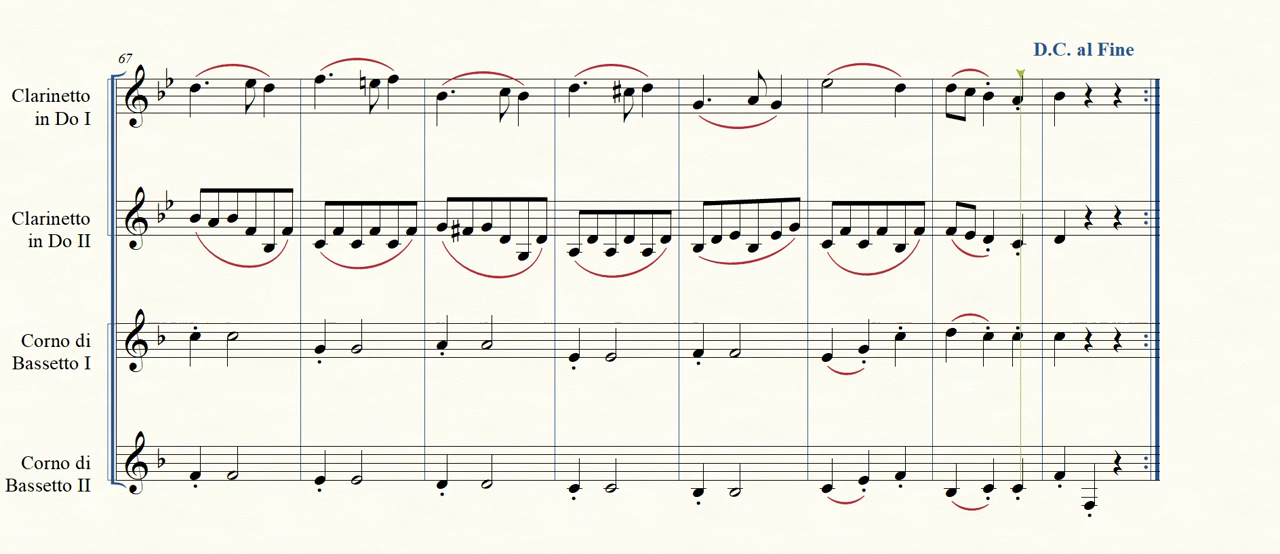 D.C. al Fine
67
Clarinetto
in Do I
Clarinetto
in Do II
Corno di
Bassetto I
Corno di
Bassetto II